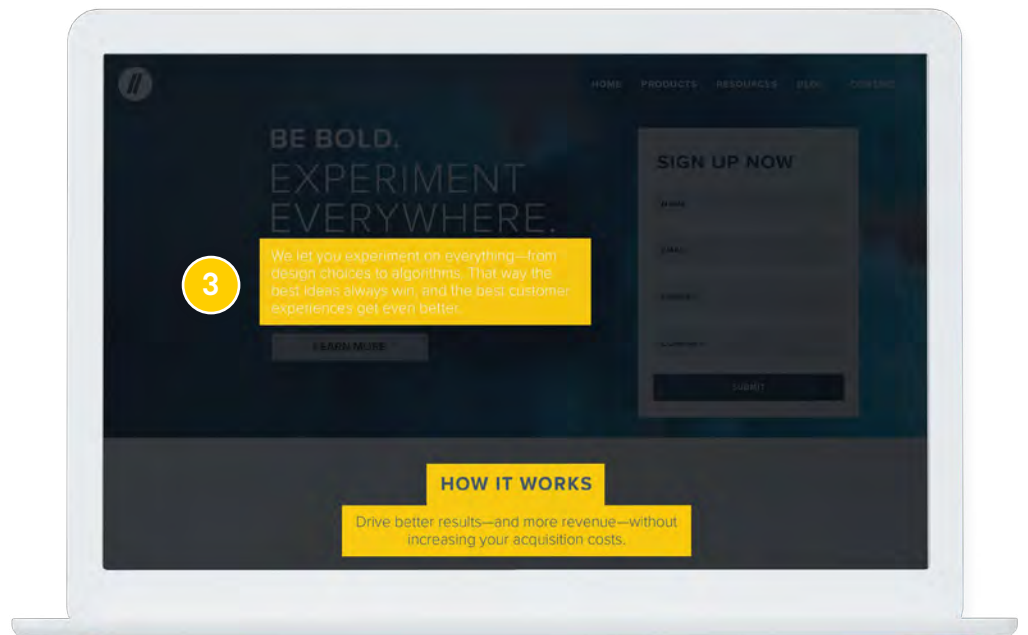 HOME PRODUCTS RESOURCES BLOG CONTACT
BE BOLD.
EXPERIMENT
EVERYWHERE.
We let you experiment on everything—from
design choices to algorithms. That way the
best ideas always win, and the best customer
experiences get even better.
3
LEARN MORE
SIGN UP NOW
NAME
EMAIL
SUBMIT
HOW IT WORKS
Drive better results—and more revenue—without
increasing your acquisition costs.